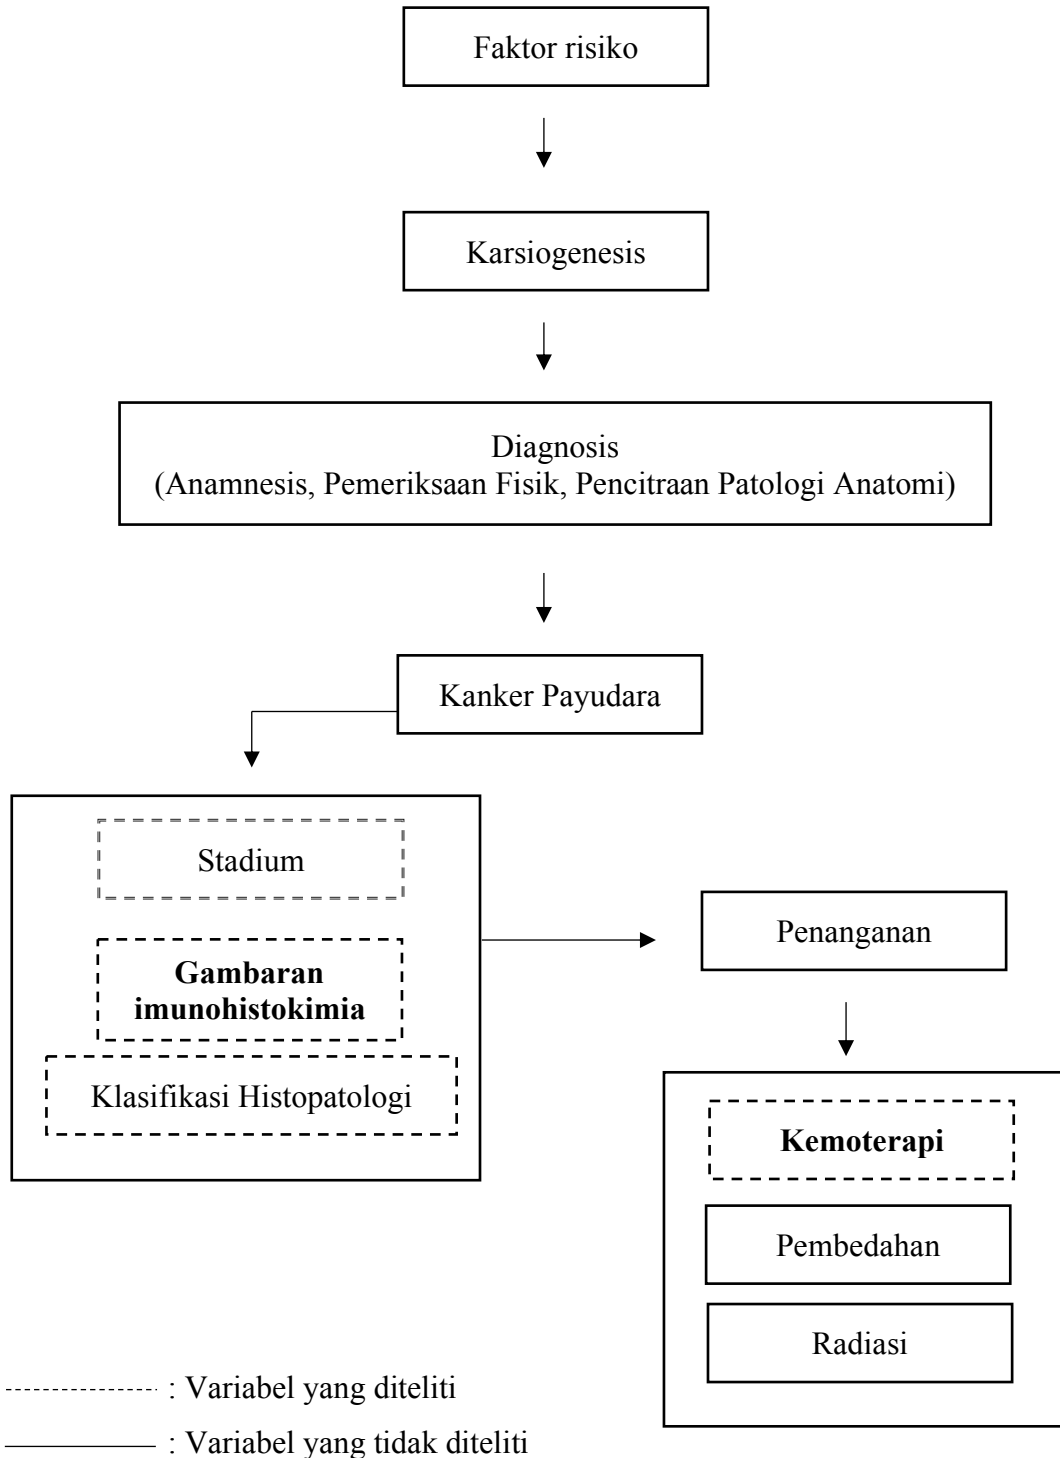 Faktor risiko
Karsiogenesis
Diagnosis
(Anamnesis, Pemeriksaan Fisik, Pencitraan Patologi Anatomi)
Kanker Payudara
Stadium
Gambaran
imunohistokimia
Klasifikasi Histopatologi
Penanganan
Kemoterapi
Pembedahan
Radiasi
: Variabel yang diteliti
: Variabel yang tidak diteliti